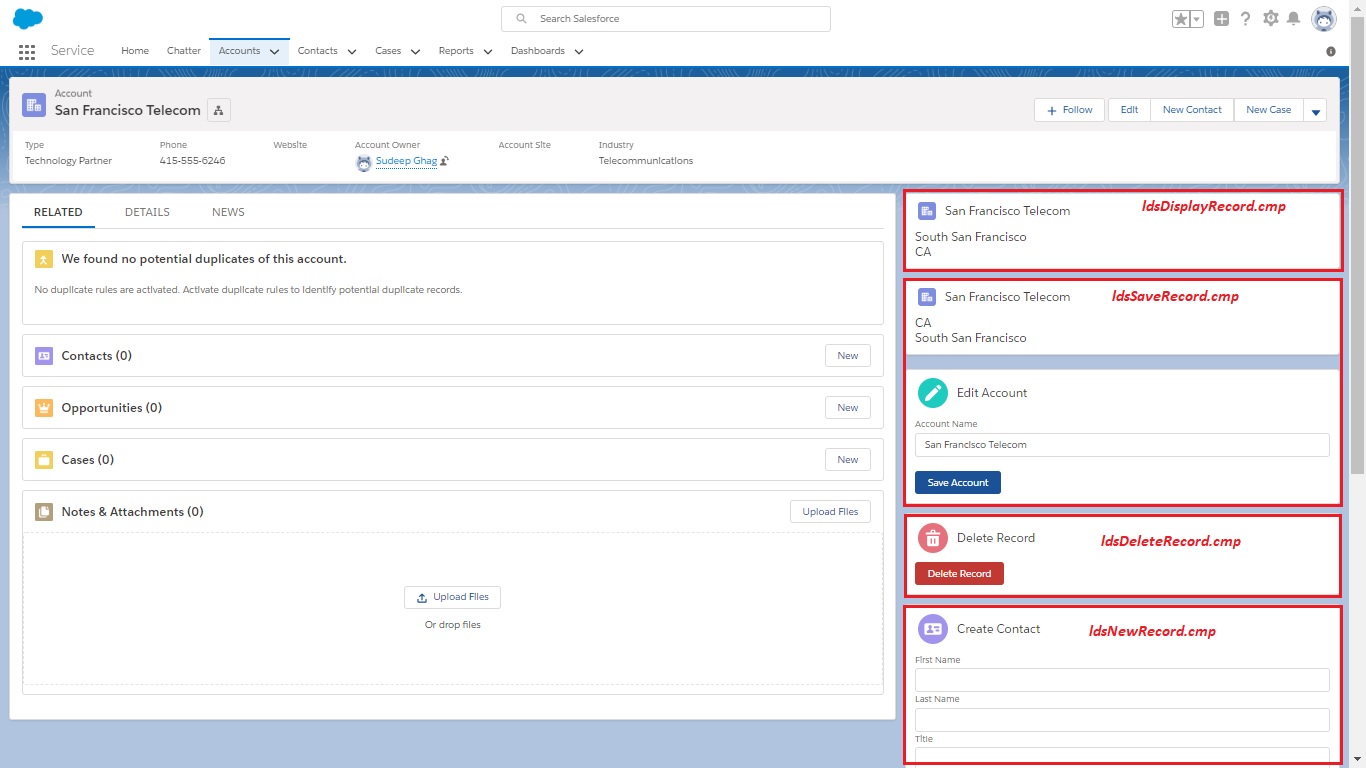 Search Salesforce
Service
Home
Chatter
Accounts
Contacts
Cases
Reports
Dashboards
Account
San Francisco Telecom
Follow
Edit
New Contact
New Case
Type
Technology Partner
Phone
415-555-6246
Website
Account Owner
Sudeep Ghag
Account Site
Industry
Telecommunications
RELATED
DETAILS
NEWS
We found no potential duplicates of this account.
No duplicate rules are activated. Activate duplicate rules to identify potential duplicate records.
Contacts (0)
New
Opportunities (0)
New
Cases (0)
New
Notes & Attachments (0)
Upload Files
Upload Files
Or drop files
San Francisco Telecom
ldsDisplayRecord.cmp
South San Francisco
CA
San Francisco Telecom
ldsSaveRecord.cmp
CA
South San Francisco
Edit Account
Account Name
San Francisco Telecom
Save Account
Delete Record
ldsDeleteRecord.cmp
Delete Record
Create Contact
ldsNewRecord.cmp
First Name
Last Name
Title